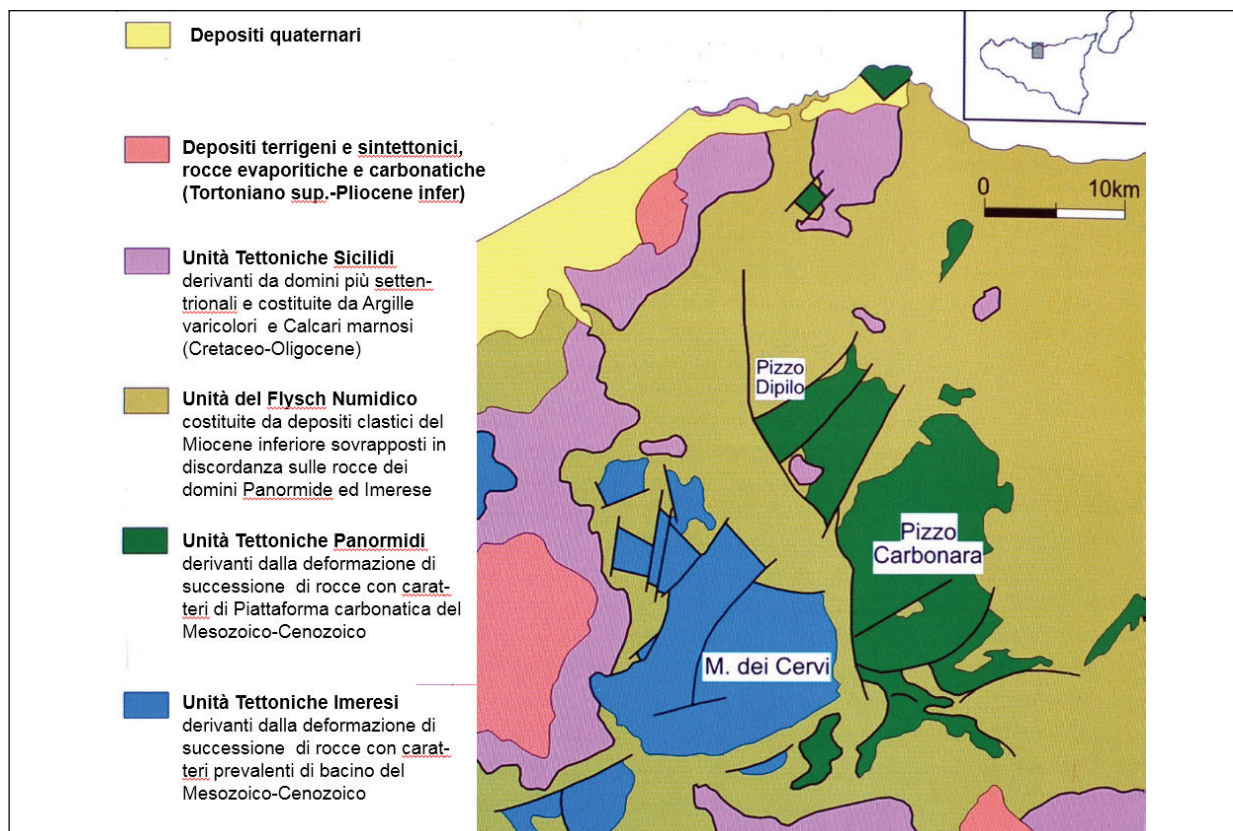 Depositi quaternari
Depositi terrigeni e sintettonici,
rocce evaporitiche e carbonatiche
(Tortoniano sup.-Pliocene infer)
Unità Tettoniche Sicilidi
derivanti da domini più setten-
trionali e costituite da Argille
varicolori e Calcari marnosi
(Cretaceo-Oligocene)
Unità del Flysch Numidico
costituite da depositi clastici del
Miocene inferiore sovrapposti in
discordanza sulle rocce dei
domini Panormide ed Imerese
Unità Tettoniche Panormidi
derivanti dalla deformazione di
successione di rocce con carat-
teri di Piattaforma carbonatica del
Mesozoico-Cenozoico
Unità Tettoniche Imeresi
derivanti dalla deformazione di
successione di rocce con carat-
teri prevalenti di bacino del
Mesozoico-Cenozoico
0 10km
Pizzo
Dipilo
Pizzo
Carbonara
M. dei Cervi